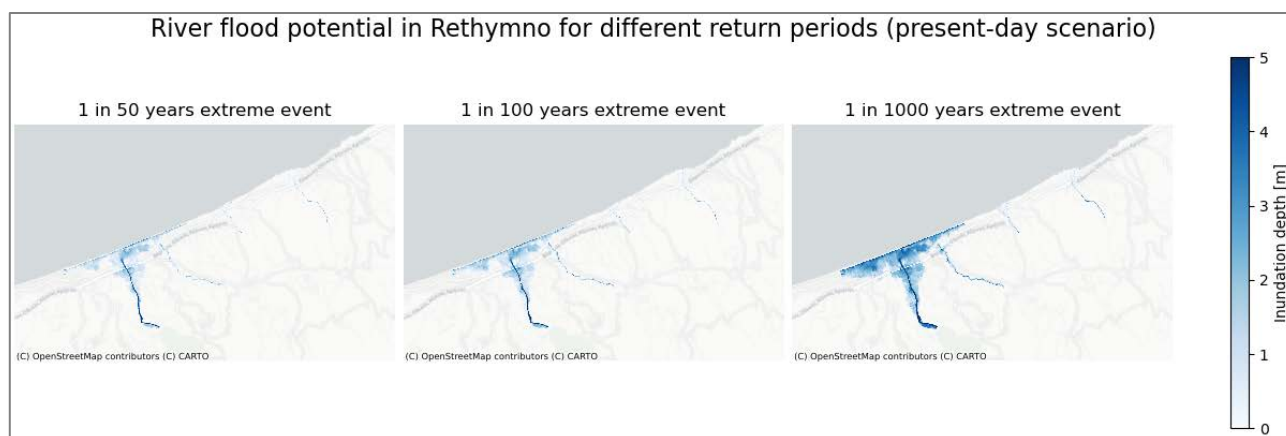 River flood potential in Rethymno for different return periods (present-day scenario)
1 in 50 years extreme event
1 in 100 years extreme event
1 in 1000 years extreme event
(C) OpenStreetMap contributors (C) CARTO
(C) OpenStreetMap contributors (C) CARTO
(C) OpenStreetMap contributors (C) CARTO
5
4
3
2
1
0
Inundation depth [m]